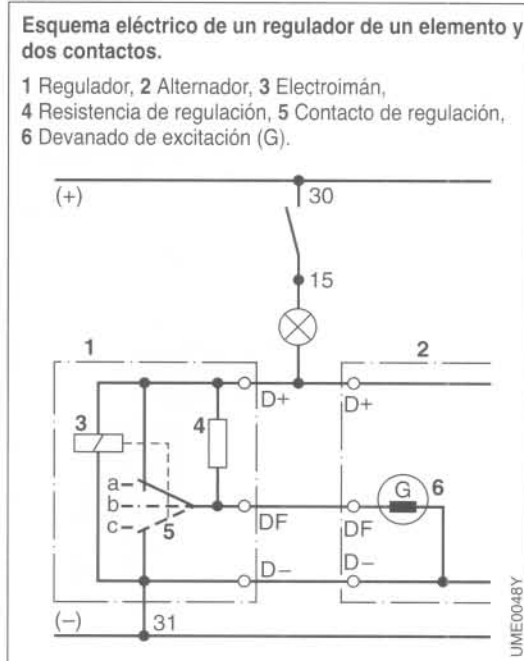 Esquema eléctrico de un regulador de un elemento y
dos contactos.
1 Regulador, 2 Alternador, 3 Electroimán,
4 Resistencia de regulación, 5 Contacto de regulación,
6 Devanado de excitación (G).
(+)
30
15
1
2
D+
D+
3
4
a
b
c
5
G
6
DF
DF
D–
D–
(–)
31
UME0048Y